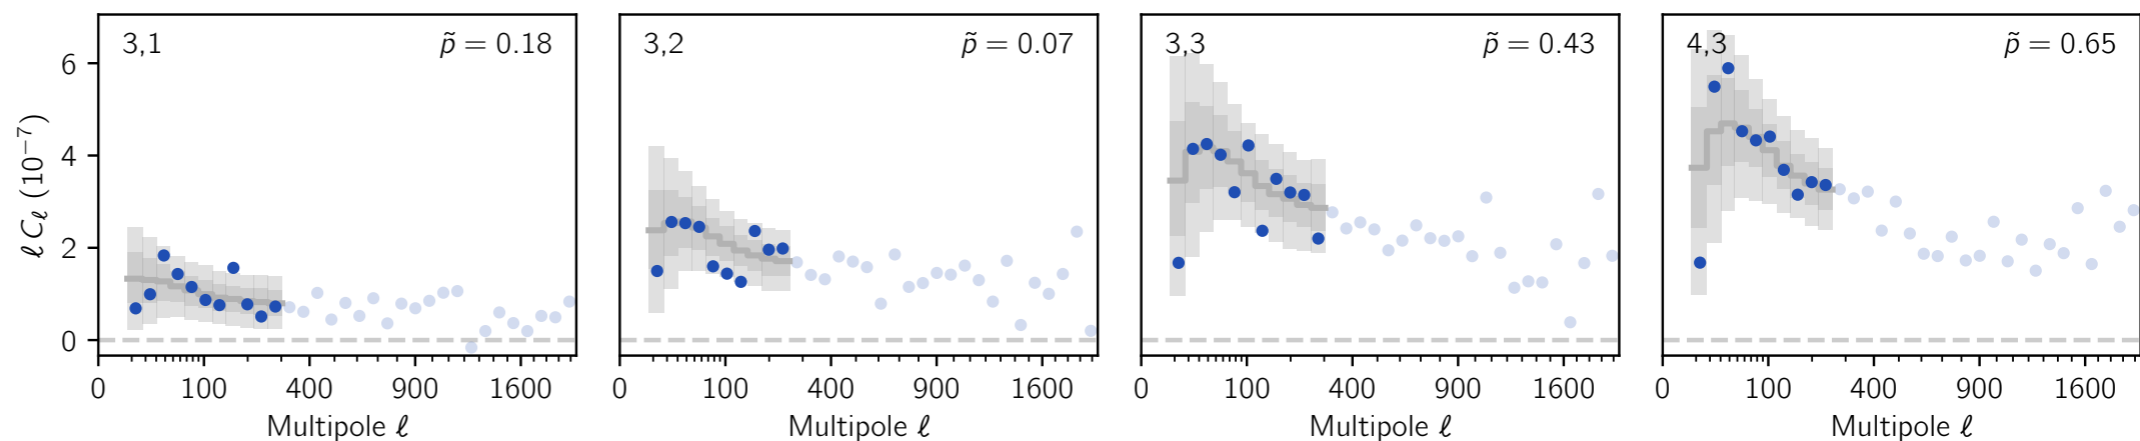 3,1 p̃ = 0.18
3,2 p̃ = 0.07
3,3 p̃ = 0.43
4,3 p̃ = 0.65
ℓ C_ℓ (10⁻⁷)
6
4
2
0
0 100 400 900 1600
0 100 400 900 1600
0 100 400 900 1600
0 100 400 900 1600
Multipole ℓ
Multipole ℓ
Multipole ℓ
Multipole ℓ